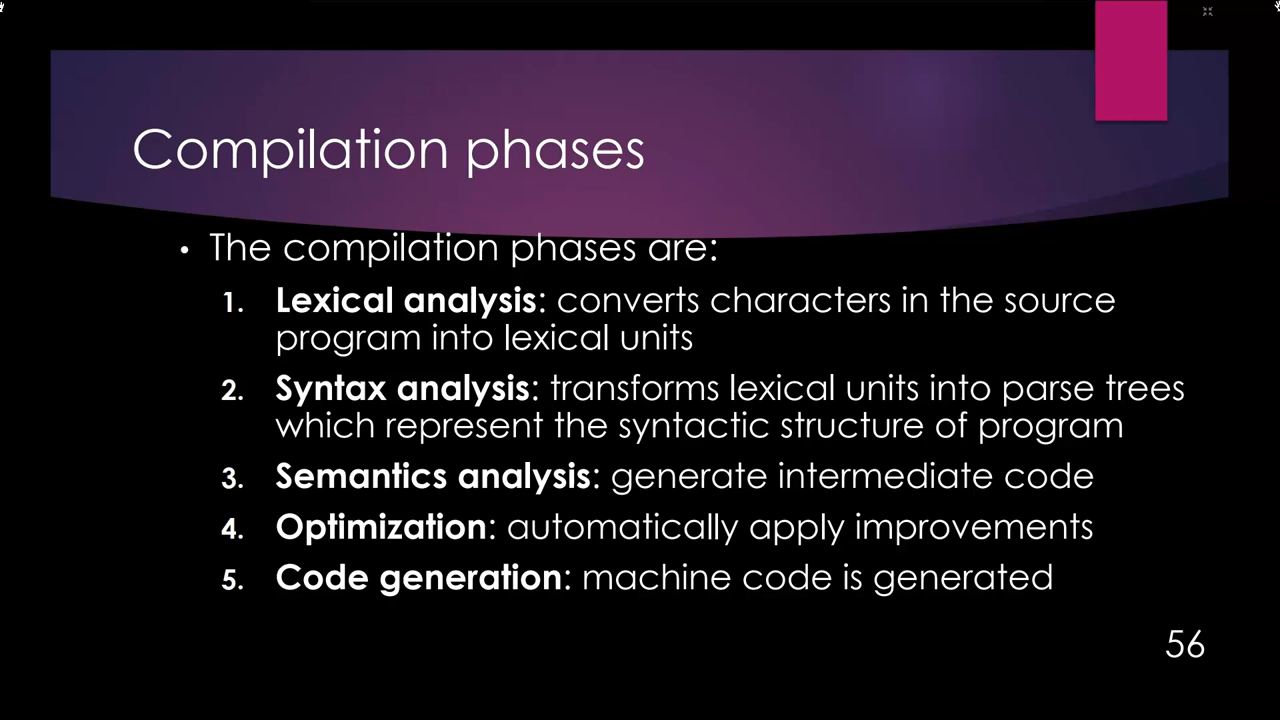 Compilation phases
• The compilation phases are:
1. Lexical analysis: converts characters in the source
program into lexical units
2. Syntax analysis: transforms lexical units into parse trees
which represent the syntactic structure of program
3. Semantics analysis: generate intermediate code
4. Optimization: automatically apply improvements
5. Code generation: machine code is generated
56